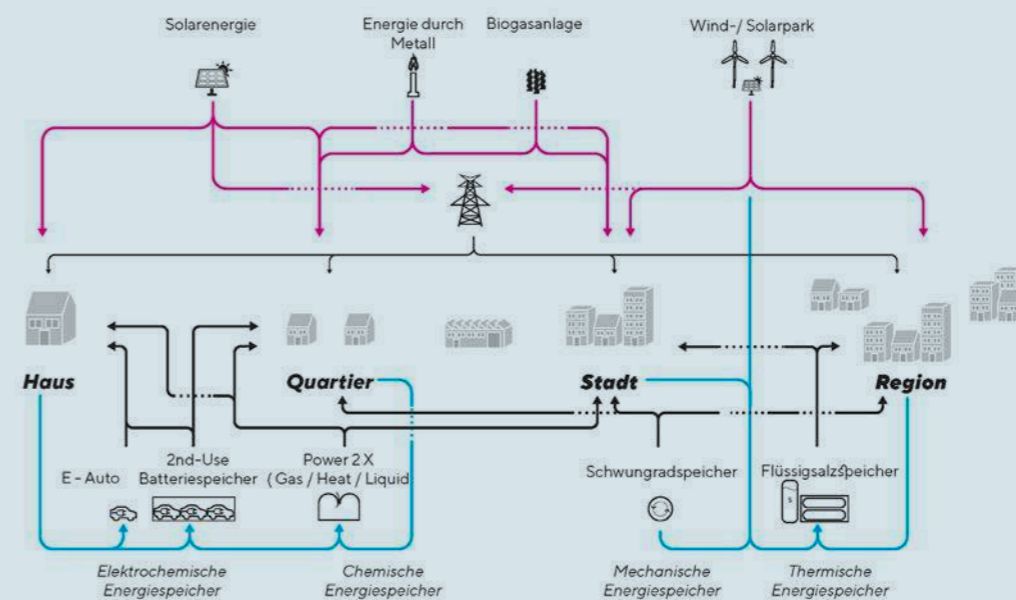 Solarenergie
Energie durch
Metall
Biogasanlage
Wind-/ Solarpark
Haus
Quartier
Stadt
Region
E - Auto
2nd-Use
Batteriespeicher
Power 2 X
( Gas / Heat / Liquid
Schwungradspeicher
Flüssigsalzspeicher
S
Elektrochemische
Energiespeicher
Chemische
Energiespeicher
Mechanische
Energiespeicher
Thermische
Energiespeicher